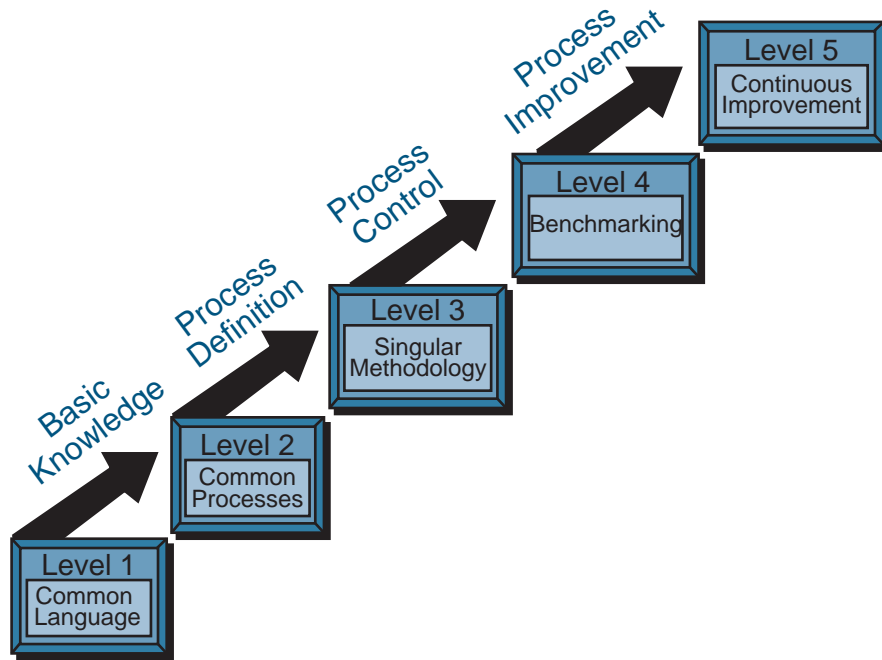 Process
Improvement
Level 5
Continuous
Improvement
Process
Control
Level 4
Benchmarking
Process
Definition
Level 3
Singular
Methodology
Basic
Knowledge
Level 2
Common
Processes
Level 1
Common
Language